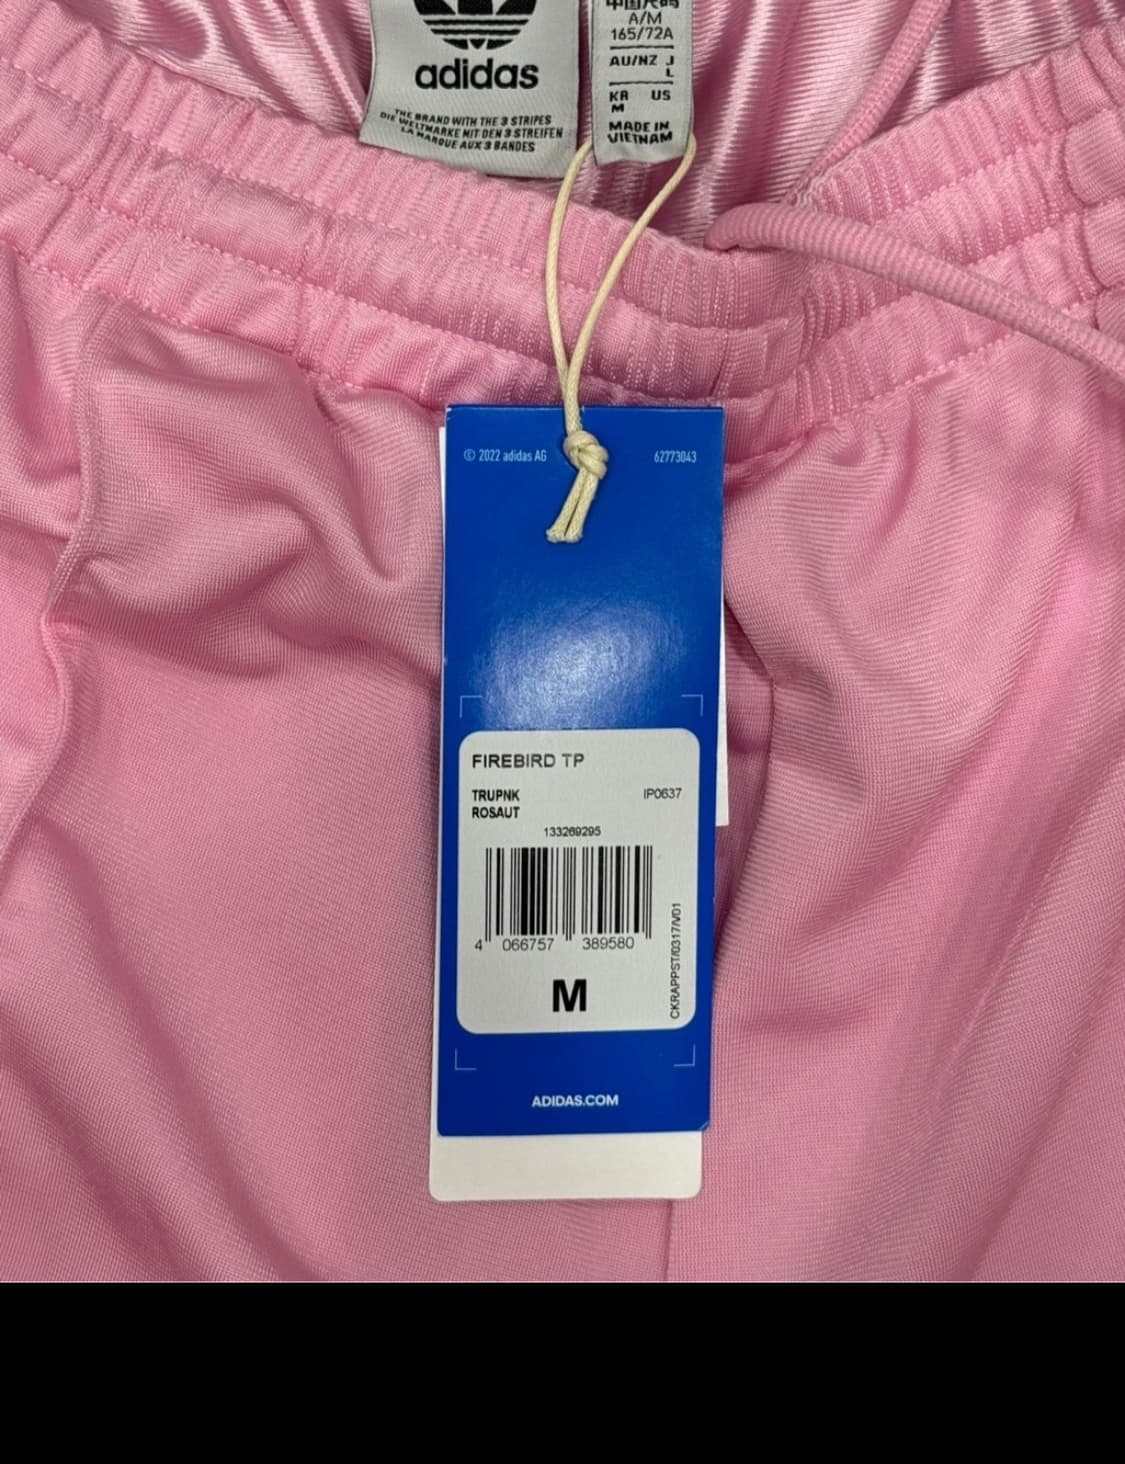 adidas
THE BRAND WITH THE 3 STRIPES
DIE WELTMARKE MIT DEN 3 STREIFEN
LA MARQUE AUX 3 BANDES
A/M
165/72A
AU/NZ J
L
KR US
M
MADE IN
VIETNAM
© 2022 adidas AG 62773043
FIREBIRD TP
TRUPNK IP0637
ROSAUT
133269295
4 066757 389580
M
CKRAPPST/0317/V01
ADIDAS.COM